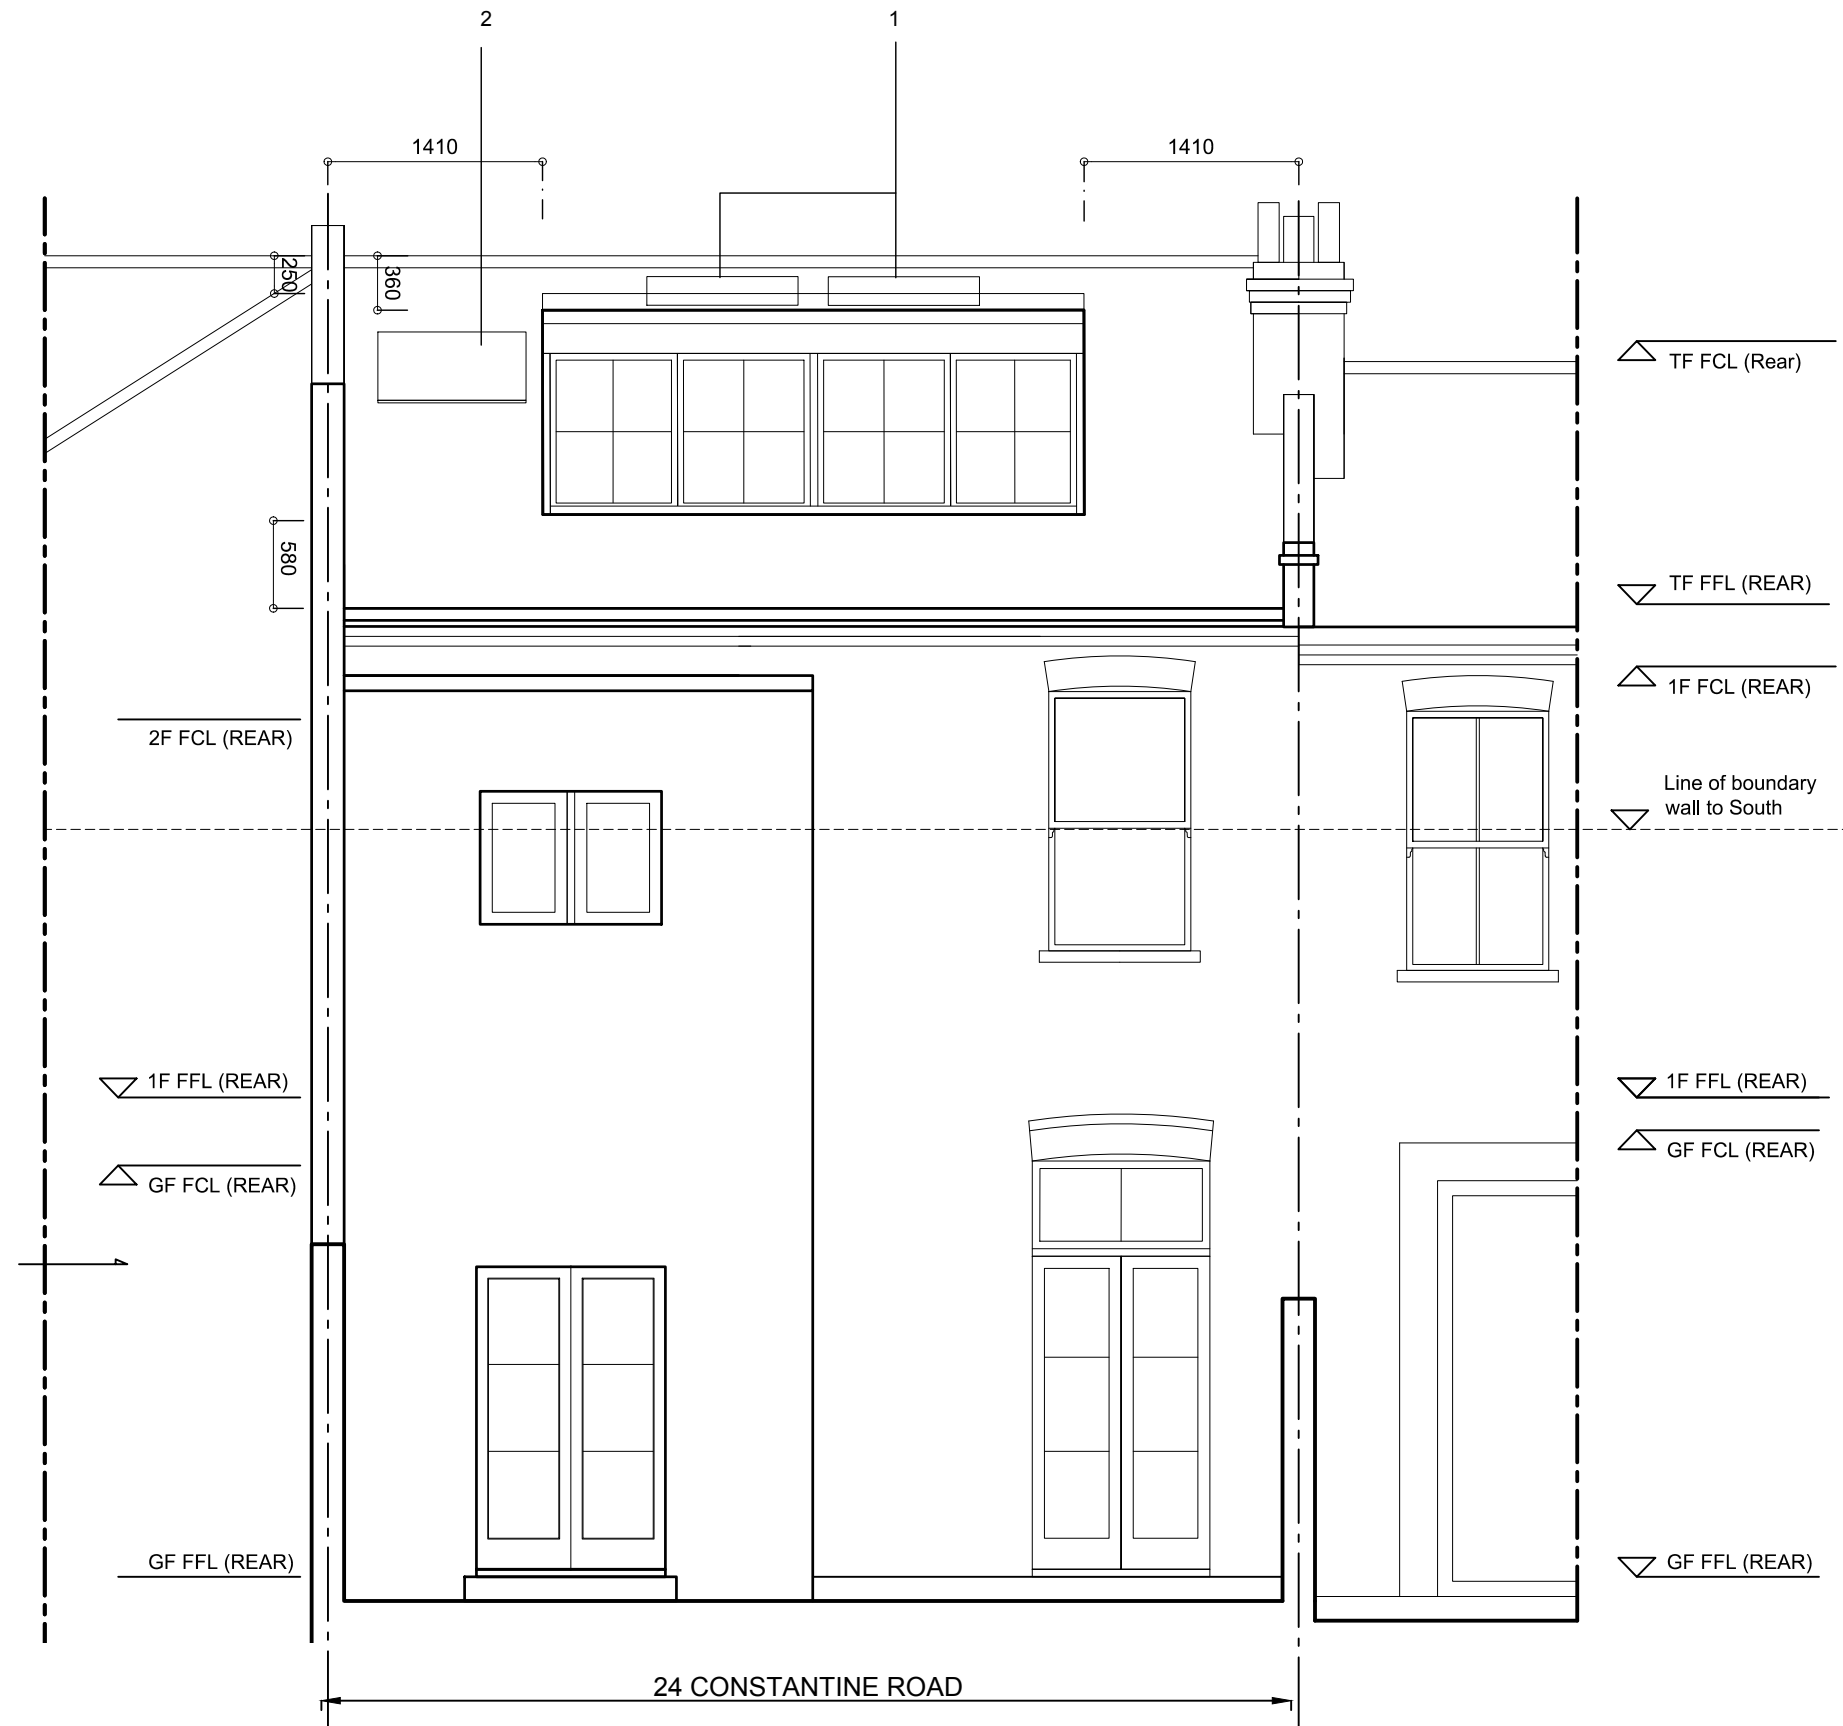 2
1
1410
1410
250
360
TF FCL (Rear)
580
TF FFL (REAR)
1F FCL (REAR)
2F FCL (REAR)
Line of boundary
wall to South
1F FFL (REAR)
1F FFL (REAR)
GF FCL (REAR)
GF FCL (REAR)
GF FFL (REAR)
GF FFL (REAR)
24 CONSTANTINE ROAD